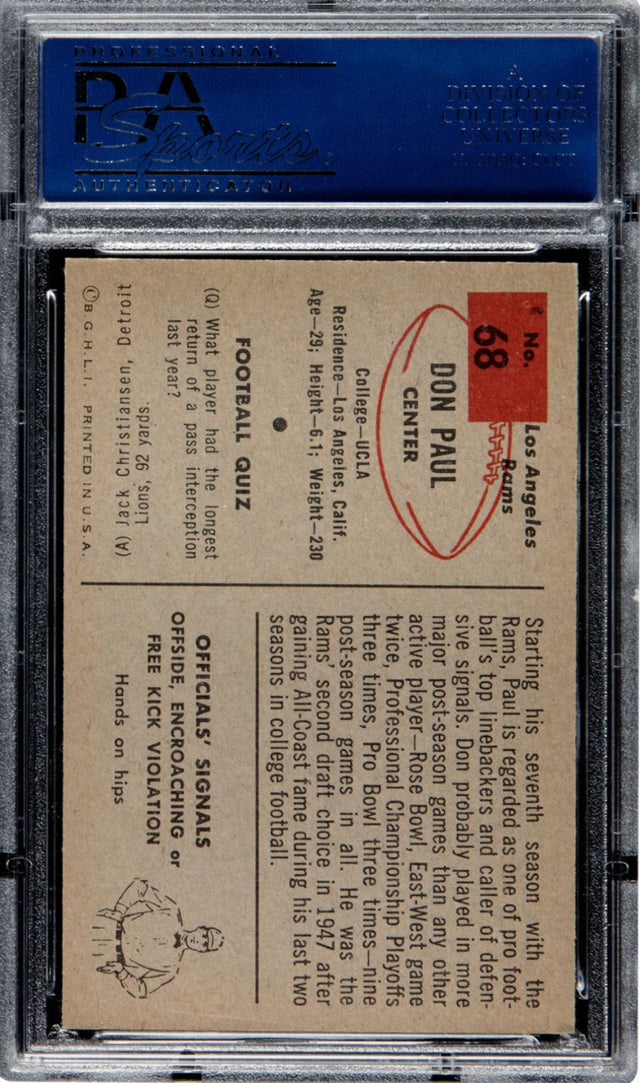 PROFESSIONAL
PSA
Sports
AUTHENTICATOR
A
DIVISION OF
COLLECTORS
UNIVERSE
No.
68
Los Angeles
Rams
DON PAUL
CENTER
College—UCLA
Residence—Los Angeles, Calif.
Age—29; Height—6.1; Weight—230
FOOTBALL QUIZ
(Q) What player had the longest
return of a pass interception
last year?
(A) Jack Christiansen, Detroit
Lions, 92 yards.
©B.G.H.L.I. PRINTED IN U.S.A.
Starting his seventh season with the
Rams, Paul is regarded as one of pro foot-
ball's top linebackers and caller of defen-
sive signals. Don probably played in more
major post-season games than any other
active player—Rose Bowl, East-West game
twice, Professional Championship Playoffs
three times, Pro Bowl three times—nine
post-season games in all. He was the
Rams' second draft choice in 1947 after
gaining All-Coast fame during his last two
seasons in college football.
OFFICIALS' SIGNALS
OFFSIDE, ENCROACHING or
FREE KICK VIOLATION
Hands on hips